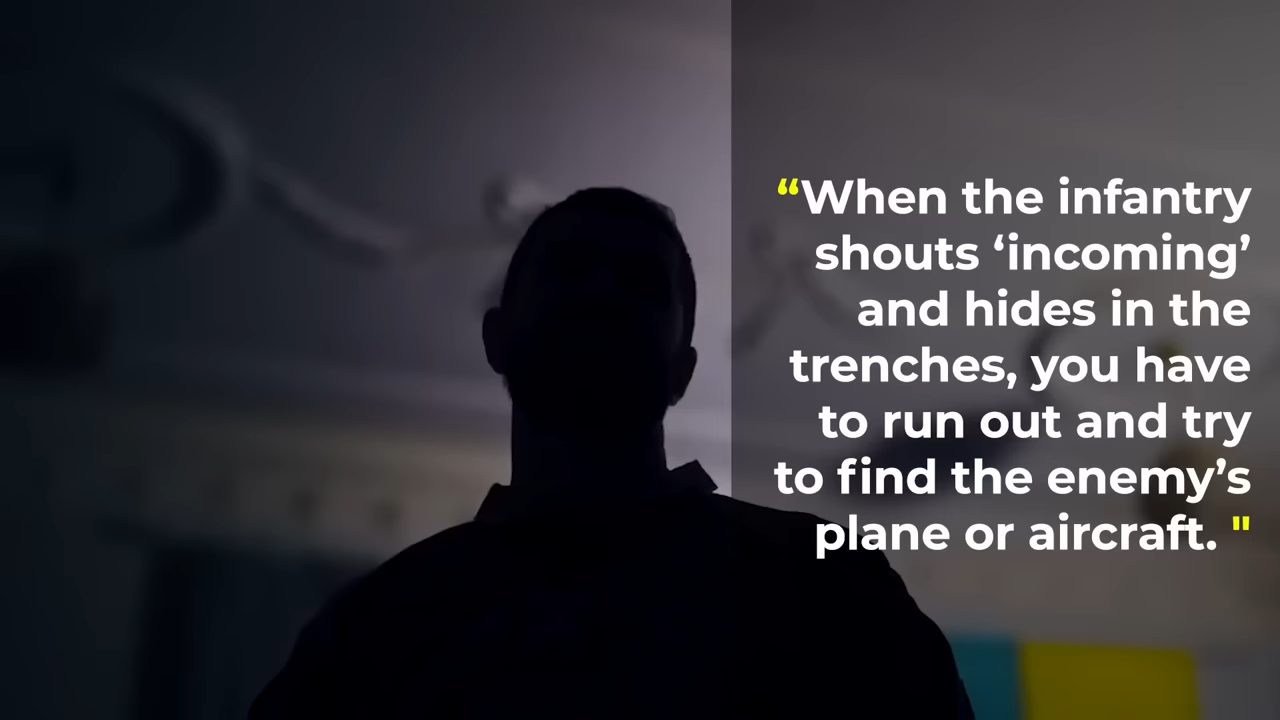 “When the infantry
shouts ‘incoming’
and hides in the
trenches, you have
to run out and try
to find the enemy’s
plane or aircraft. "